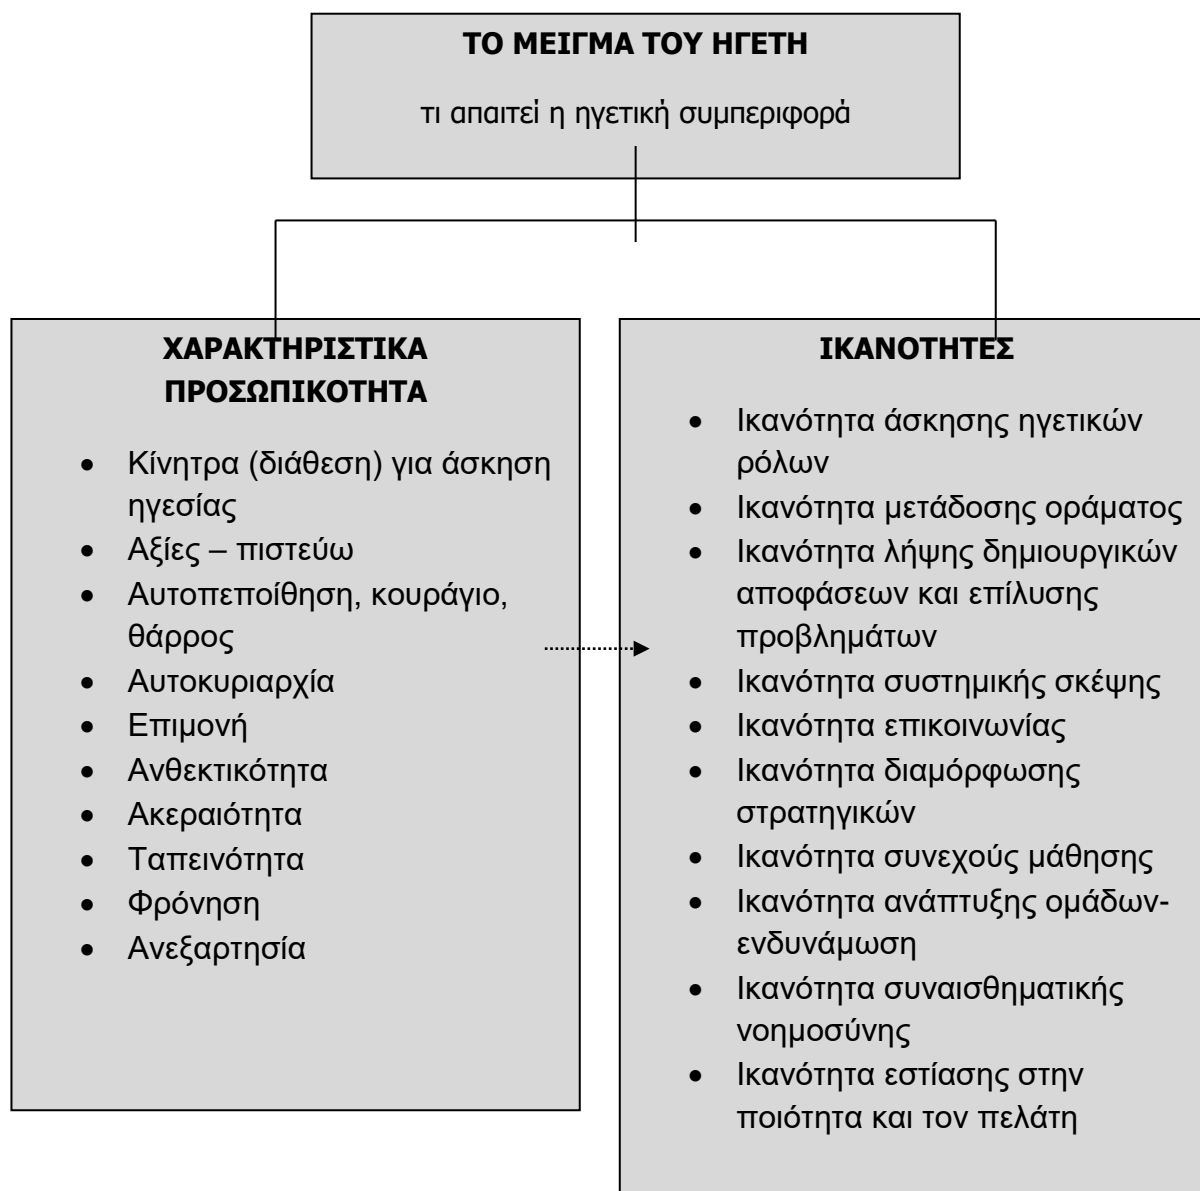 ΤΟ ΜΕΙΓΜΑ ΤΟΥ ΗΓΕΤΗ
τι απαιτεί η ηγετική συμπεριφορά
ΧΑΡΑΚΤΗΡΙΣΤΙΚΑ
ΠΡΟΣΩΠΙΚΟΤΗΤΑ
• Κίνητρα (διάθεση) για άσκηση
ηγεσίας
• Αξίες – πιστεύω
• Αυτοπεποίθηση, κουράγιο,
θάρρος
• Αυτοκυριαρχία
• Επιμονή
• Ανθεκτικότητα
• Ακεραιότητα
• Ταπεινότητα
• Φρόνηση
• Ανεξαρτησία
ΙΚΑΝΟΤΗΤΕΣ
• Ικανότητα άσκησης ηγετικών
ρόλων
• Ικανότητα μετάδοσης οράματος
• Ικανότητα λήψης δημιουργικών
αποφάσεων και επίλυσης
προβλημάτων
• Ικανότητα συστημικής σκέψης
• Ικανότητα επικοινωνίας
• Ικανότητα διαμόρφωσης
στρατηγικών
• Ικανότητα συνεχούς μάθησης
• Ικανότητα ανάπτυξης ομάδων-
ενδυνάμωση
• Ικανότητα συναισθηματικής
νοημοσύνης
• Ικανότητα εστίασης στην
ποιότητα και τον πελάτη